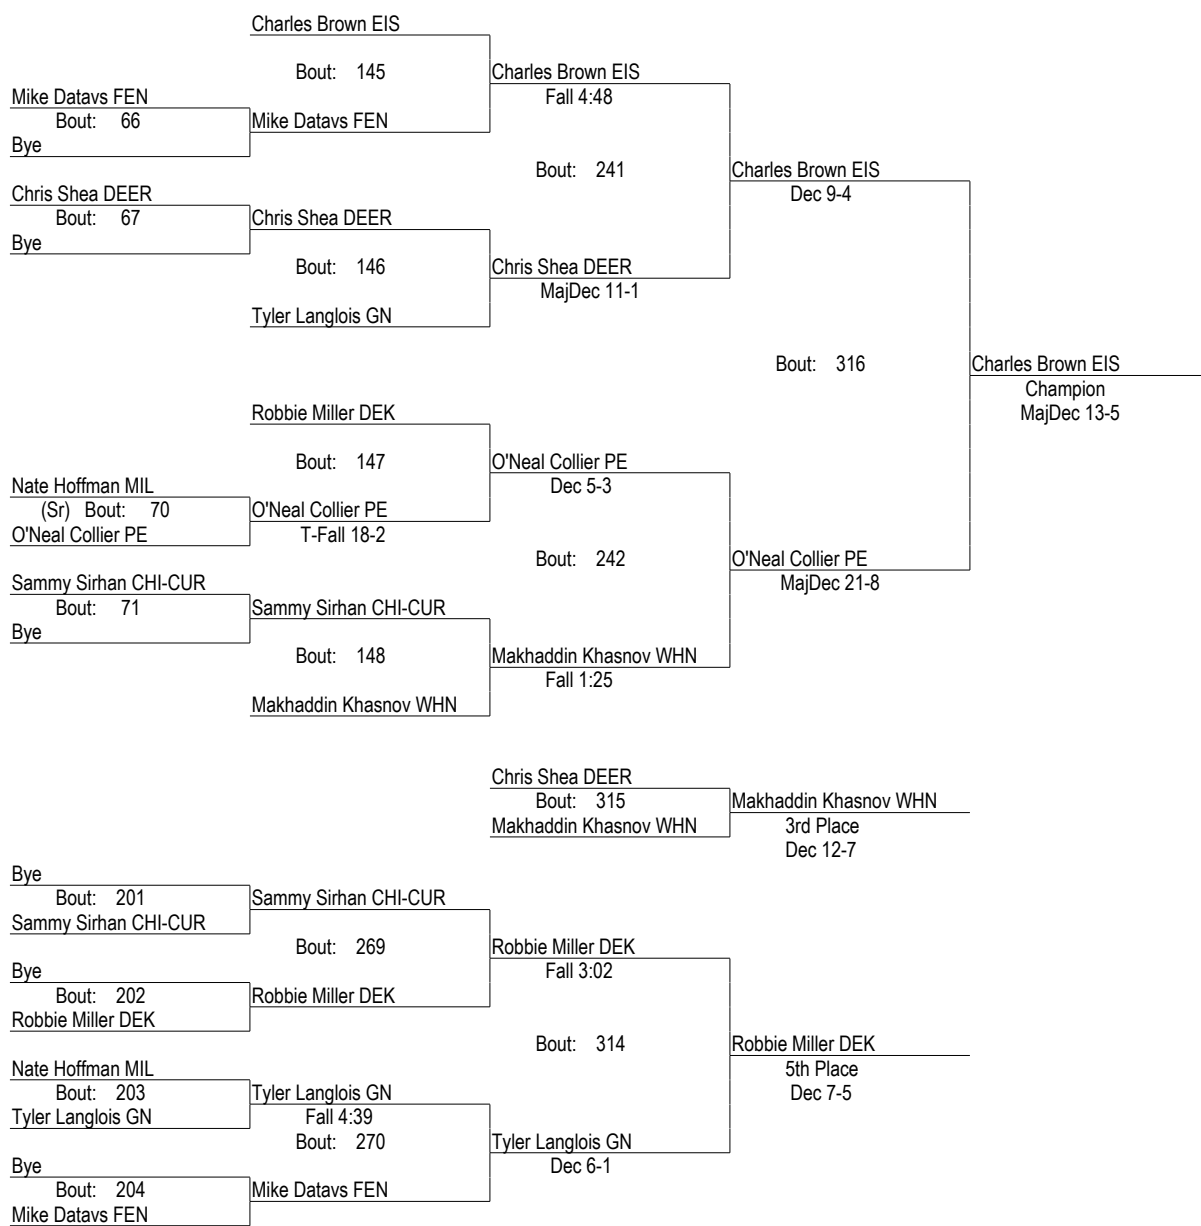 Charles Brown EIS
Bout: 145
Charles Brown EIS
Mike Datavs FEN
Fall 4:48
Bout: 66
Mike Datavs FEN
Bye
Bout: 241
Charles Brown EIS
Chris Shea DEER
Dec 9-4
Bout: 67
Chris Shea DEER
Bye
Bout: 146
Chris Shea DEER
MajDec 11-1
Tyler Langlois GN
Bout: 316
Charles Brown EIS
Champion
Robbie Miller DEK
MajDec 13-5
Bout: 147
O'Neal Collier PE
Nate Hoffman MIL
Dec 5-3
(Sr) Bout: 70
O'Neal Collier PE
O'Neal Collier PE
T-Fall 18-2
Bout: 242
O'Neal Collier PE
Sammy Sirhan CHI-CUR
MajDec 21-8
Bout: 71
Sammy Sirhan CHI-CUR
Bye
Bout: 148
Makhaddin Khasnov WHN
Fall 1:25
Makhaddin Khasnov WHN
Chris Shea DEER
Bout: 315
Makhaddin Khasnov WHN
Makhaddin Khasnov WHN
3rd Place
Dec 12-7
Bye
Bout: 201
Sammy Sirhan CHI-CUR
Sammy Sirhan CHI-CUR
Bout: 269
Robbie Miller DEK
Bye
Fall 3:02
Bout: 202
Robbie Miller DEK
Robbie Miller DEK
Bout: 314
Robbie Miller DEK
Nate Hoffman MIL
5th Place
Bout: 203
Tyler Langlois GN
Dec 7-5
Tyler Langlois GN
Fall 4:39
Bout: 270
Tyler Langlois GN
Bye
Dec 6-1
Bout: 204
Mike Datavs FEN
Mike Datavs FEN